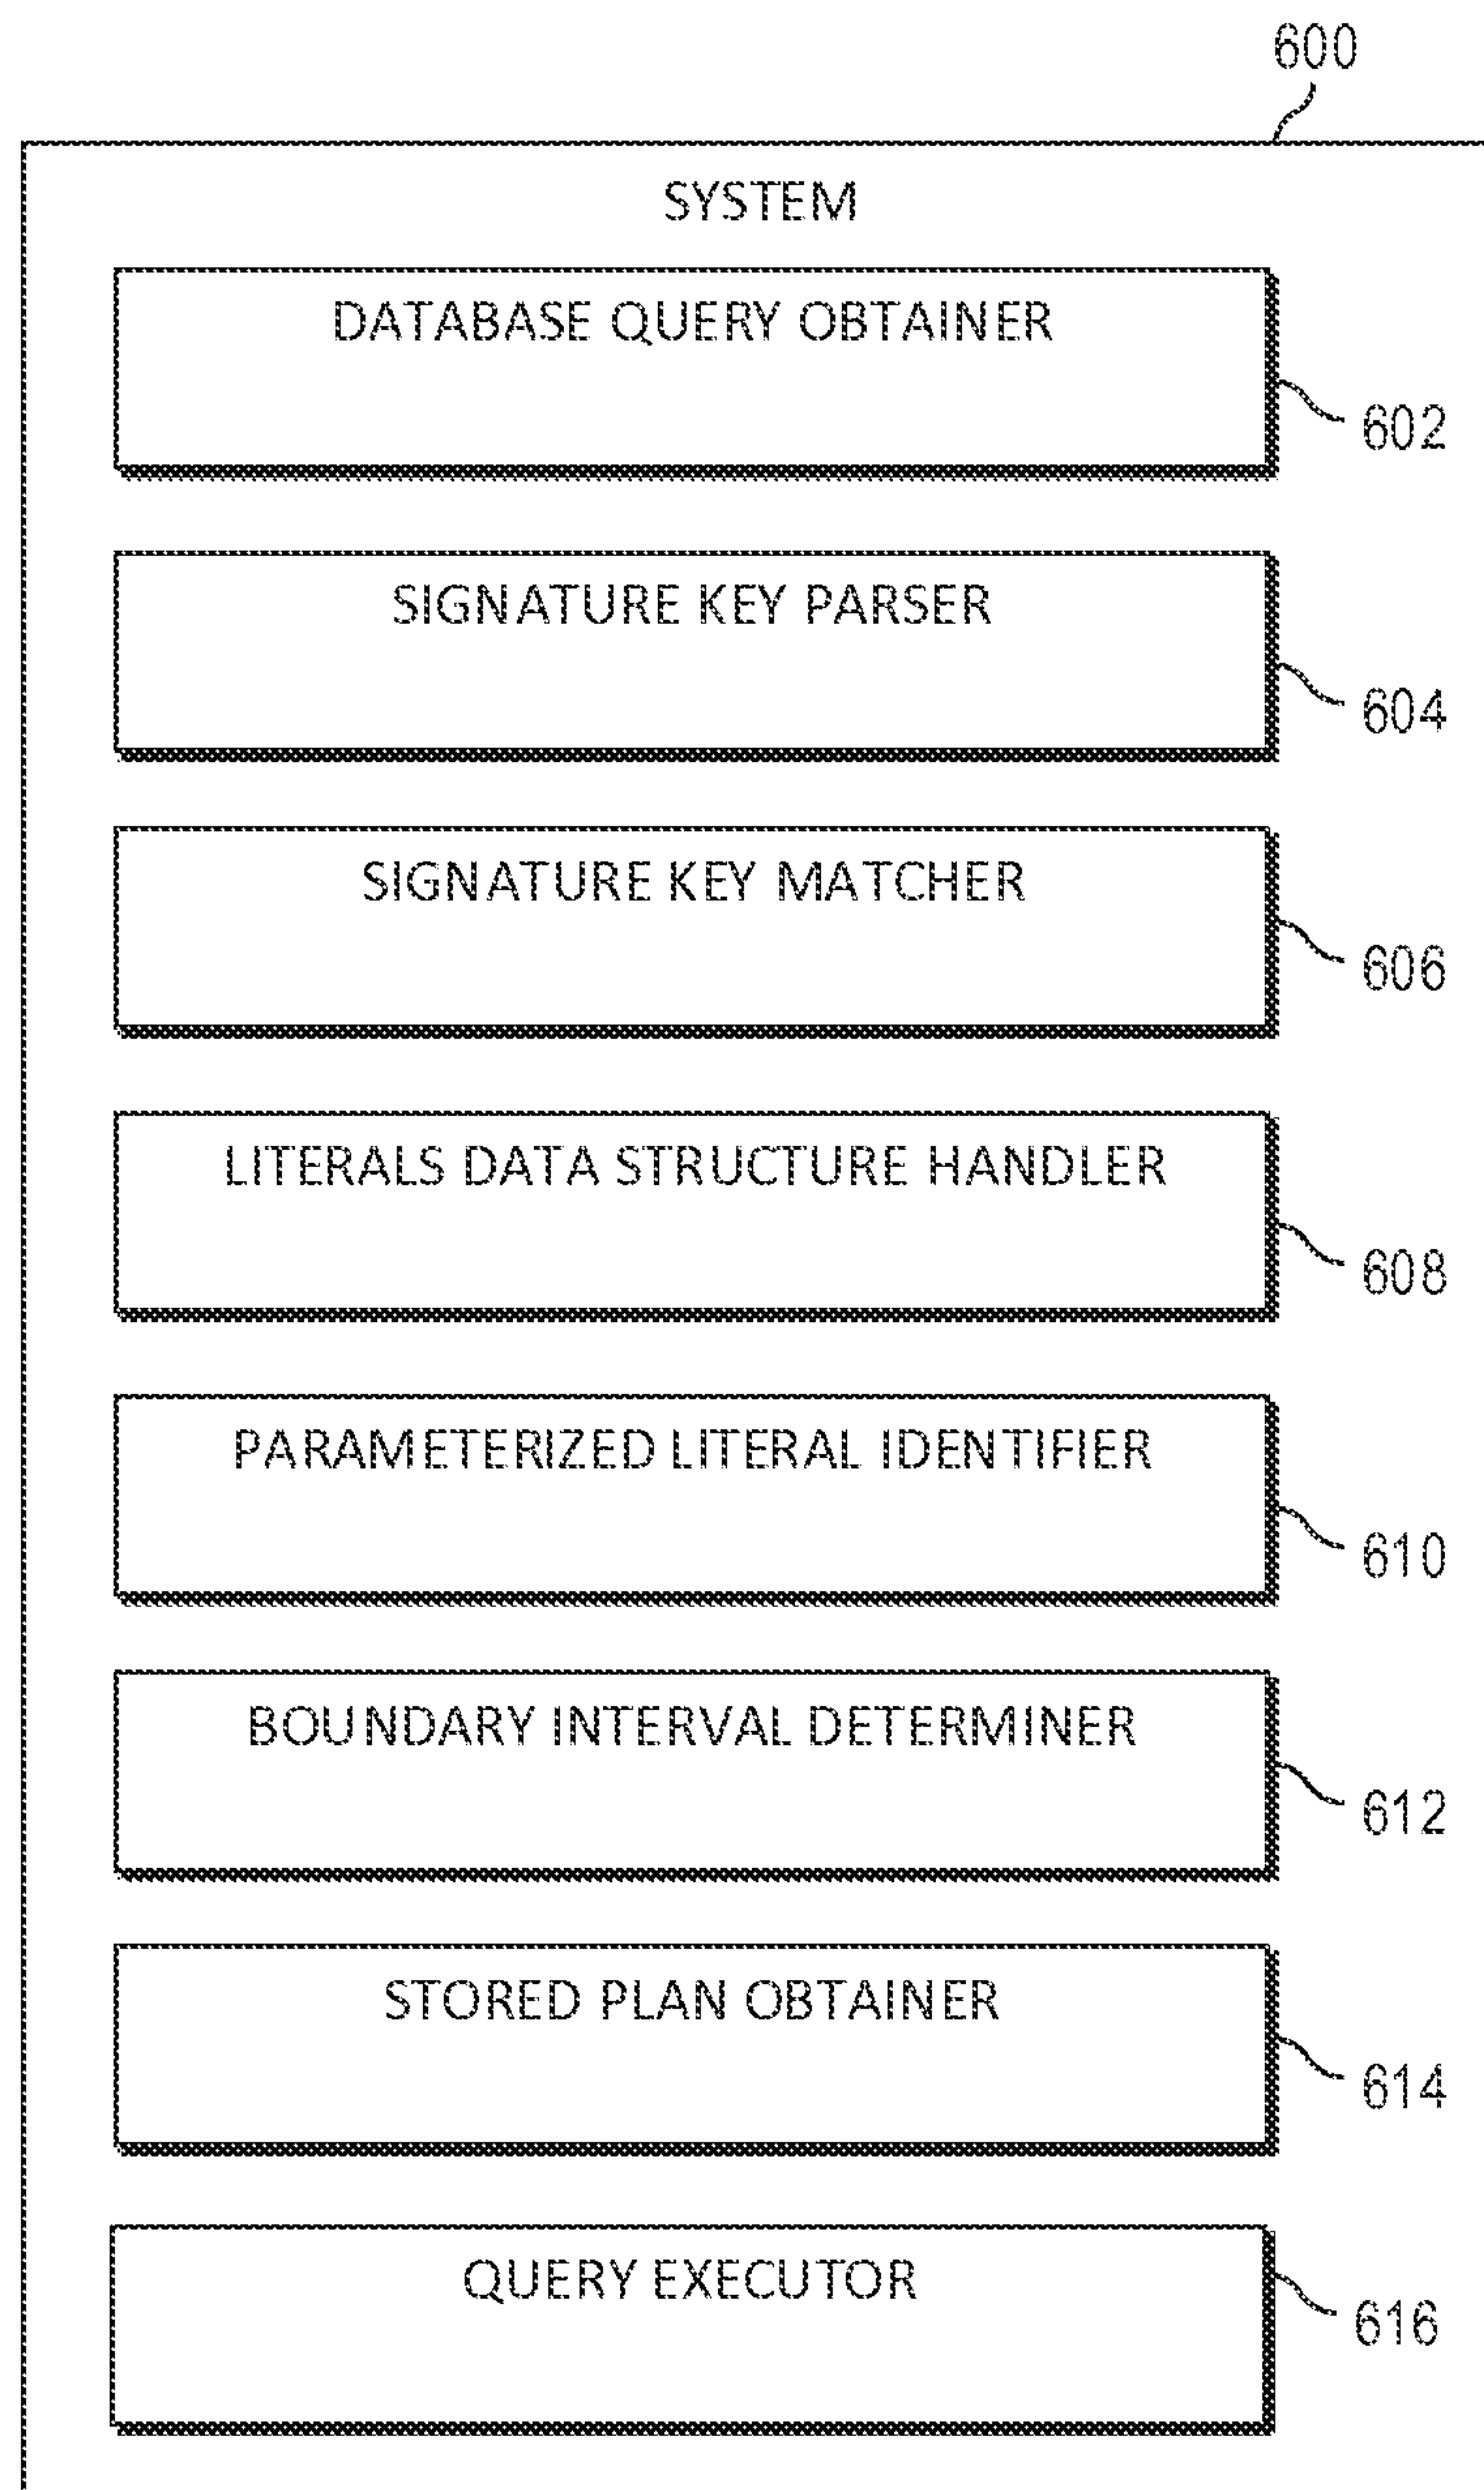 600
SYSTEM
DATABASE QUERY OBTAINER
602
SIGNATURE KEY PARSER
604
SIGNATURE KEY MATCHER
606
LITERALS DATA STRUCTURE HANDLER
608
PARAMETERIZED LITERAL IDENTIFIER
610
BOUNDARY INTERVAL DETERMINER
612
STORED PLAN OBTAINER
614
QUERY EXECUTOR
616